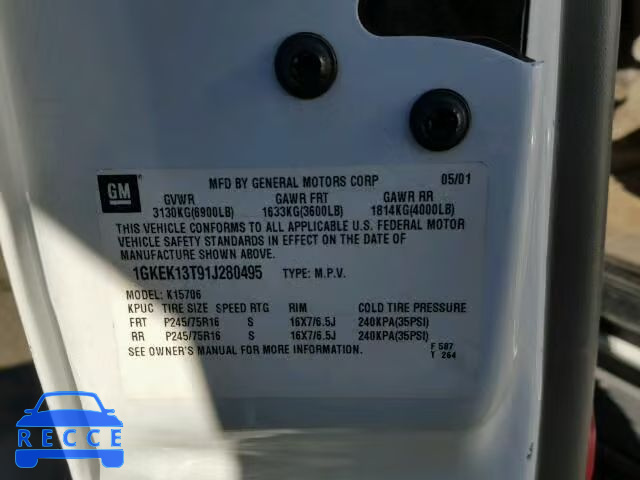 GM
MFD BY GENERAL MOTORS CORP 05/01
GVWR GAWR FRT GAWR RR
3130KG(6900LB) 1633KG(3600LB) 1814KG(4000LB)
THIS VEHICLE CONFORMS TO ALL APPLICABLE U.S. FEDERAL MOTOR
VEHICLE SAFETY STANDARDS IN EFFECT ON THE DATE OF
MANUFACTURE SHOWN ABOVE.
1GKEK13T91J280495 TYPE: M.P.V.
MODEL: K15706
KPUC TIRE SIZE SPEED RTG RIM COLD TIRE PRESSURE
FRT P245/75R16 S 16X7/6.5J 240KPA(35PSI)
RR P245/75R16 S 16X7/6.5J 240KPA(35PSI)
SEE OWNER'S MANUAL FOR MORE INFORMATION.
F 587
T 264
RECCE